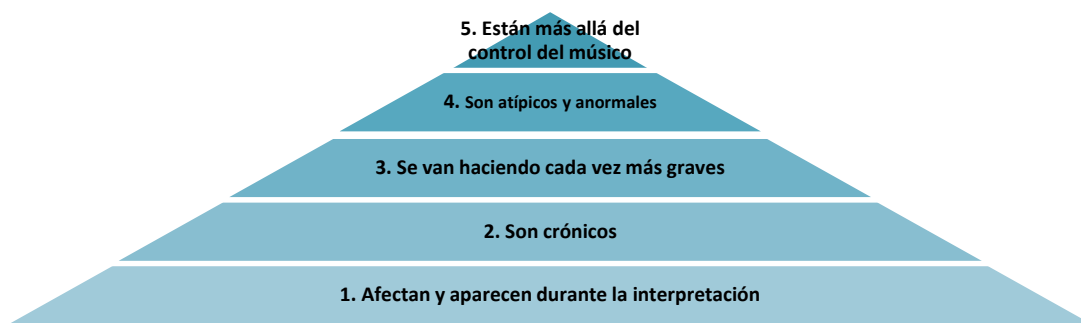 5. Están más allá del
control del músico
4. Son atípicos y anormales
3. Se van haciendo cada vez más graves
2. Son crónicos
1. Afectan y aparecen durante la interpretación